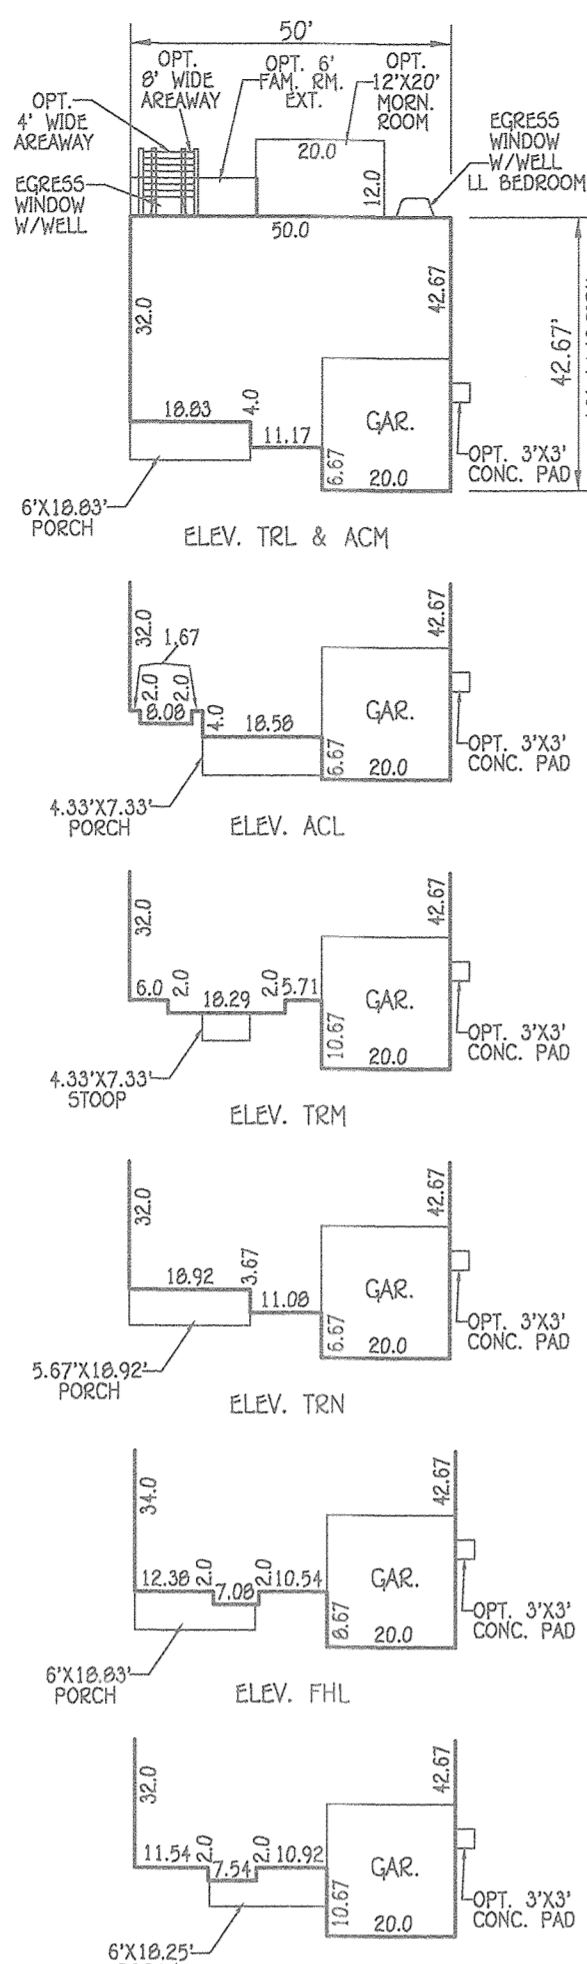 50'
OPT.
8' WIDE
AREAWAY
OPT. 6'
FAM. RM.
EXT.
OPT.
12'X20'
MORN.
ROOM
OPT.
4' WIDE
AREAWAY
EGRESS
WINDOW
W/WELL
LL BEDROOM
EGRESS
WINDOW
W/WELL
20.0
12.0
50.0
32.0
42.67
42.67'
18.83
4.0
11.17
GAR.
6.67
20.0
OPT. 3'X3'
CONC. PAD
6'X18.83'
PORCH
ELEV. TRL & ACM
32.0
1.67
2.0
2.0
8.08
4.0
18.58
42.67
GAR.
6.67
20.0
OPT. 3'X3'
CONC. PAD
4.33'X7.33'
PORCH
ELEV. ACL
32.0
42.67
6.0
2.0
18.29
2.0
5.71
GAR.
10.67
20.0
OPT. 3'X3'
CONC. PAD
4.33'X7.33'
STOOP
ELEV. TRM
32.0
42.67
18.92
3.67
11.08
GAR.
6.67
20.0
OPT. 3'X3'
CONC. PAD
5.67'X18.92'
PORCH
ELEV. TRN
34.0
42.67
12.38
2.0
7.08
2.0
10.54
GAR.
8.67
20.0
OPT. 3'X3'
CONC. PAD
6'X18.83'
PORCH
ELEV. FHL
32.0
42.67
11.54
2.0
7.54
2.0
10.92
GAR.
10.67
20.0
OPT. 3'X3'
CONC. PAD
6'X18.25'